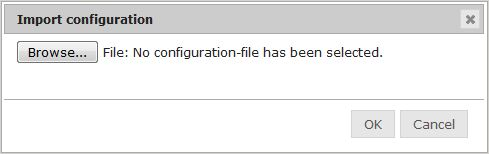 Import configuration
Browse... File: No configuration-file has been selected.
OK Cancel